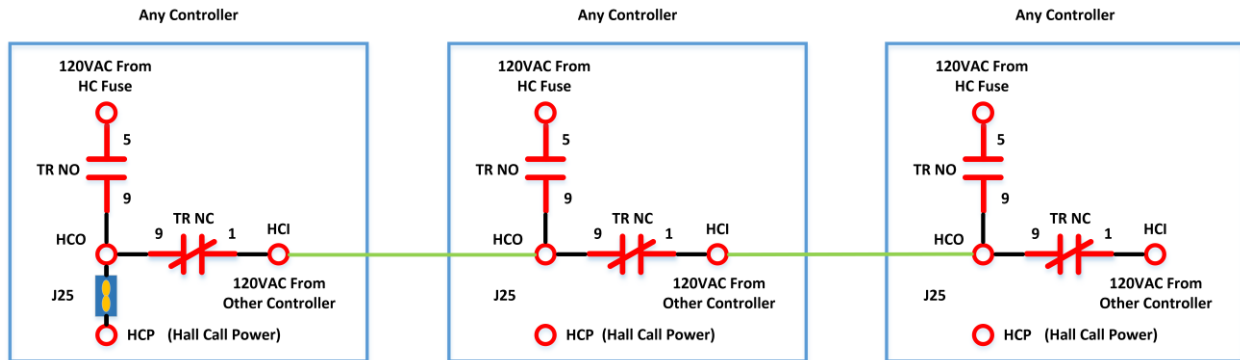 Any Controller
120VAC From
HC Fuse
5
TR NO
9
HCO
9
TR NC
1
HCI
J25
120VAC From
Other Controller
HCP (Hall Call Power)
Any Controller
120VAC From
HC Fuse
5
TR NO
9
HCO
9
TR NC
1
HCI
J25
120VAC From
Other Controller
HCP (Hall Call Power)
Any Controller
120VAC From
HC Fuse
5
TR NO
9
HCO
9
TR NC
1
HCI
J25
120VAC From
Other Controller
HCP (Hall Call Power)